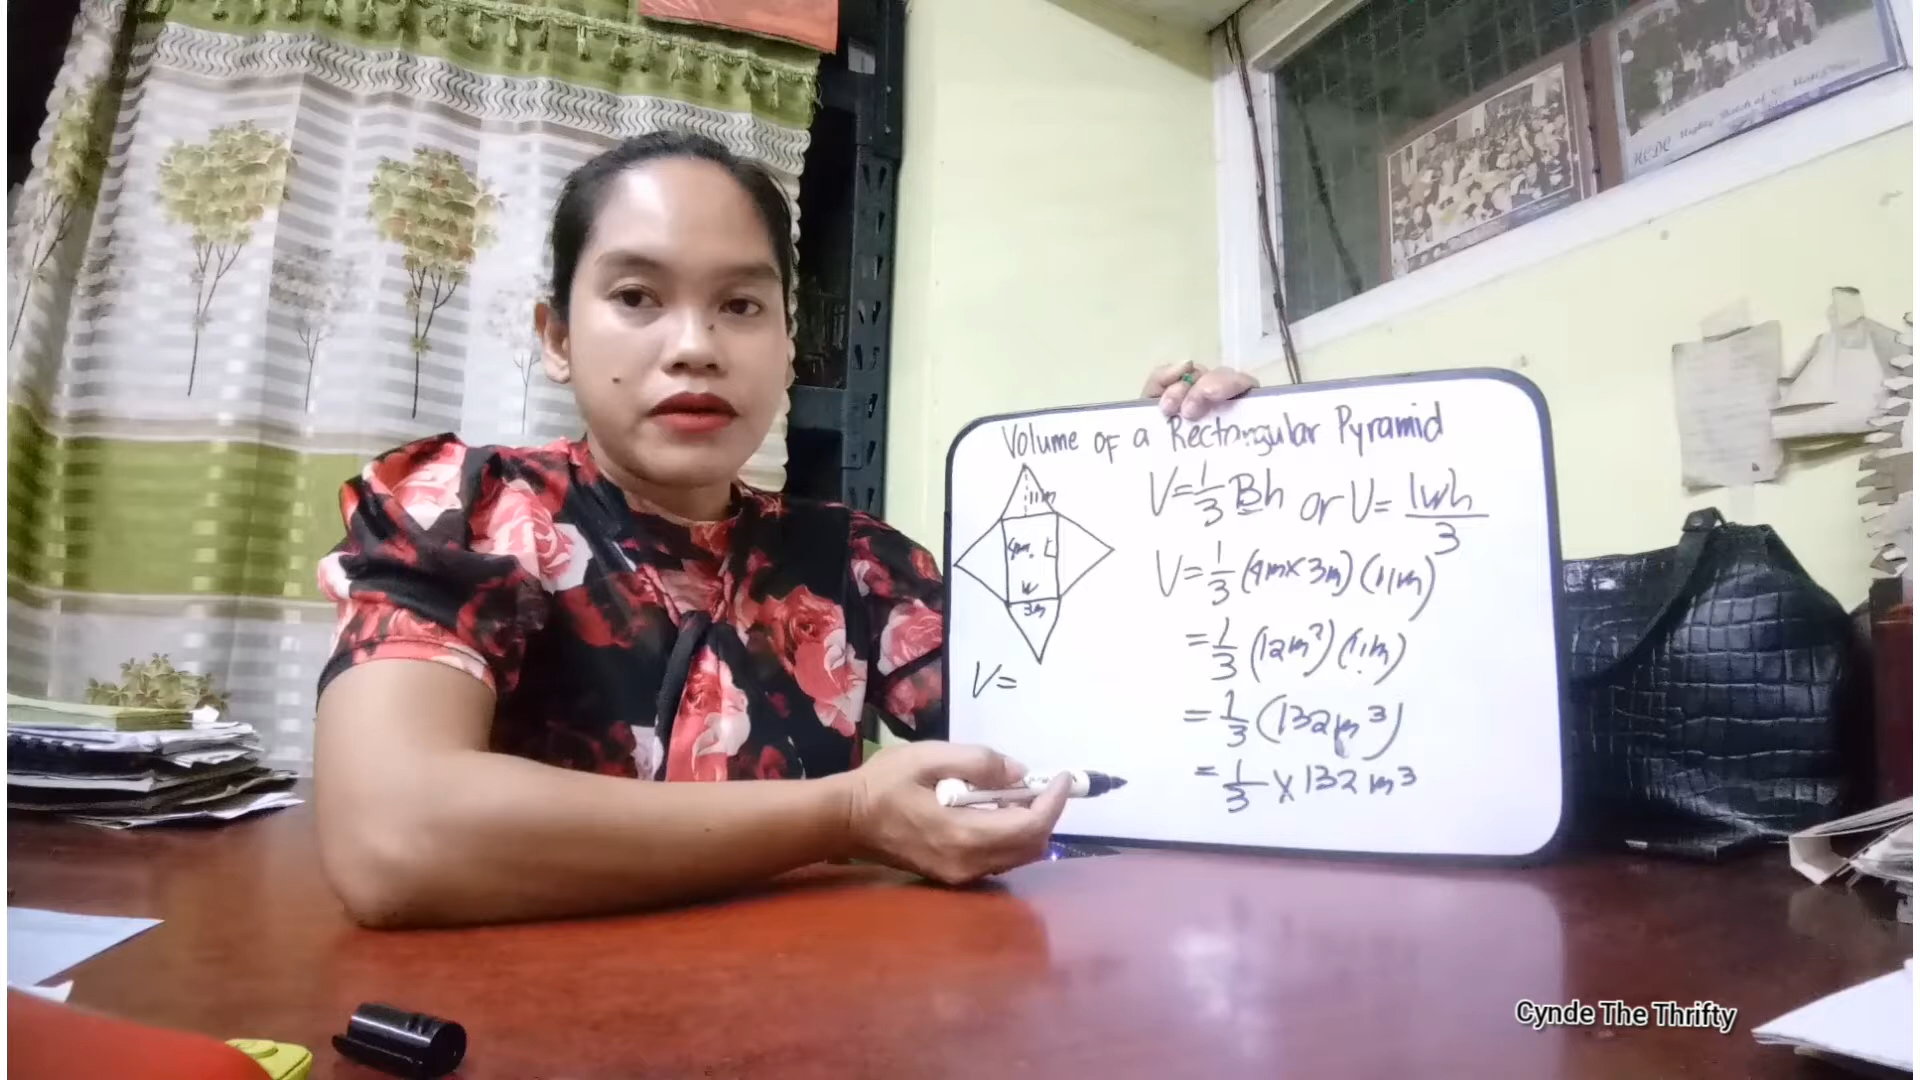 Volume of a Rectangular Pyramid
V=1/3 Bh or V= lwh/3
11m
V=1/3 (4m x 3m) (11m)
4m. L
W
3m
=1/3 (12m²) (11m)
V=
=1/3 (132m³)
=1/3 x 132 m³
Cynde The Thrifty